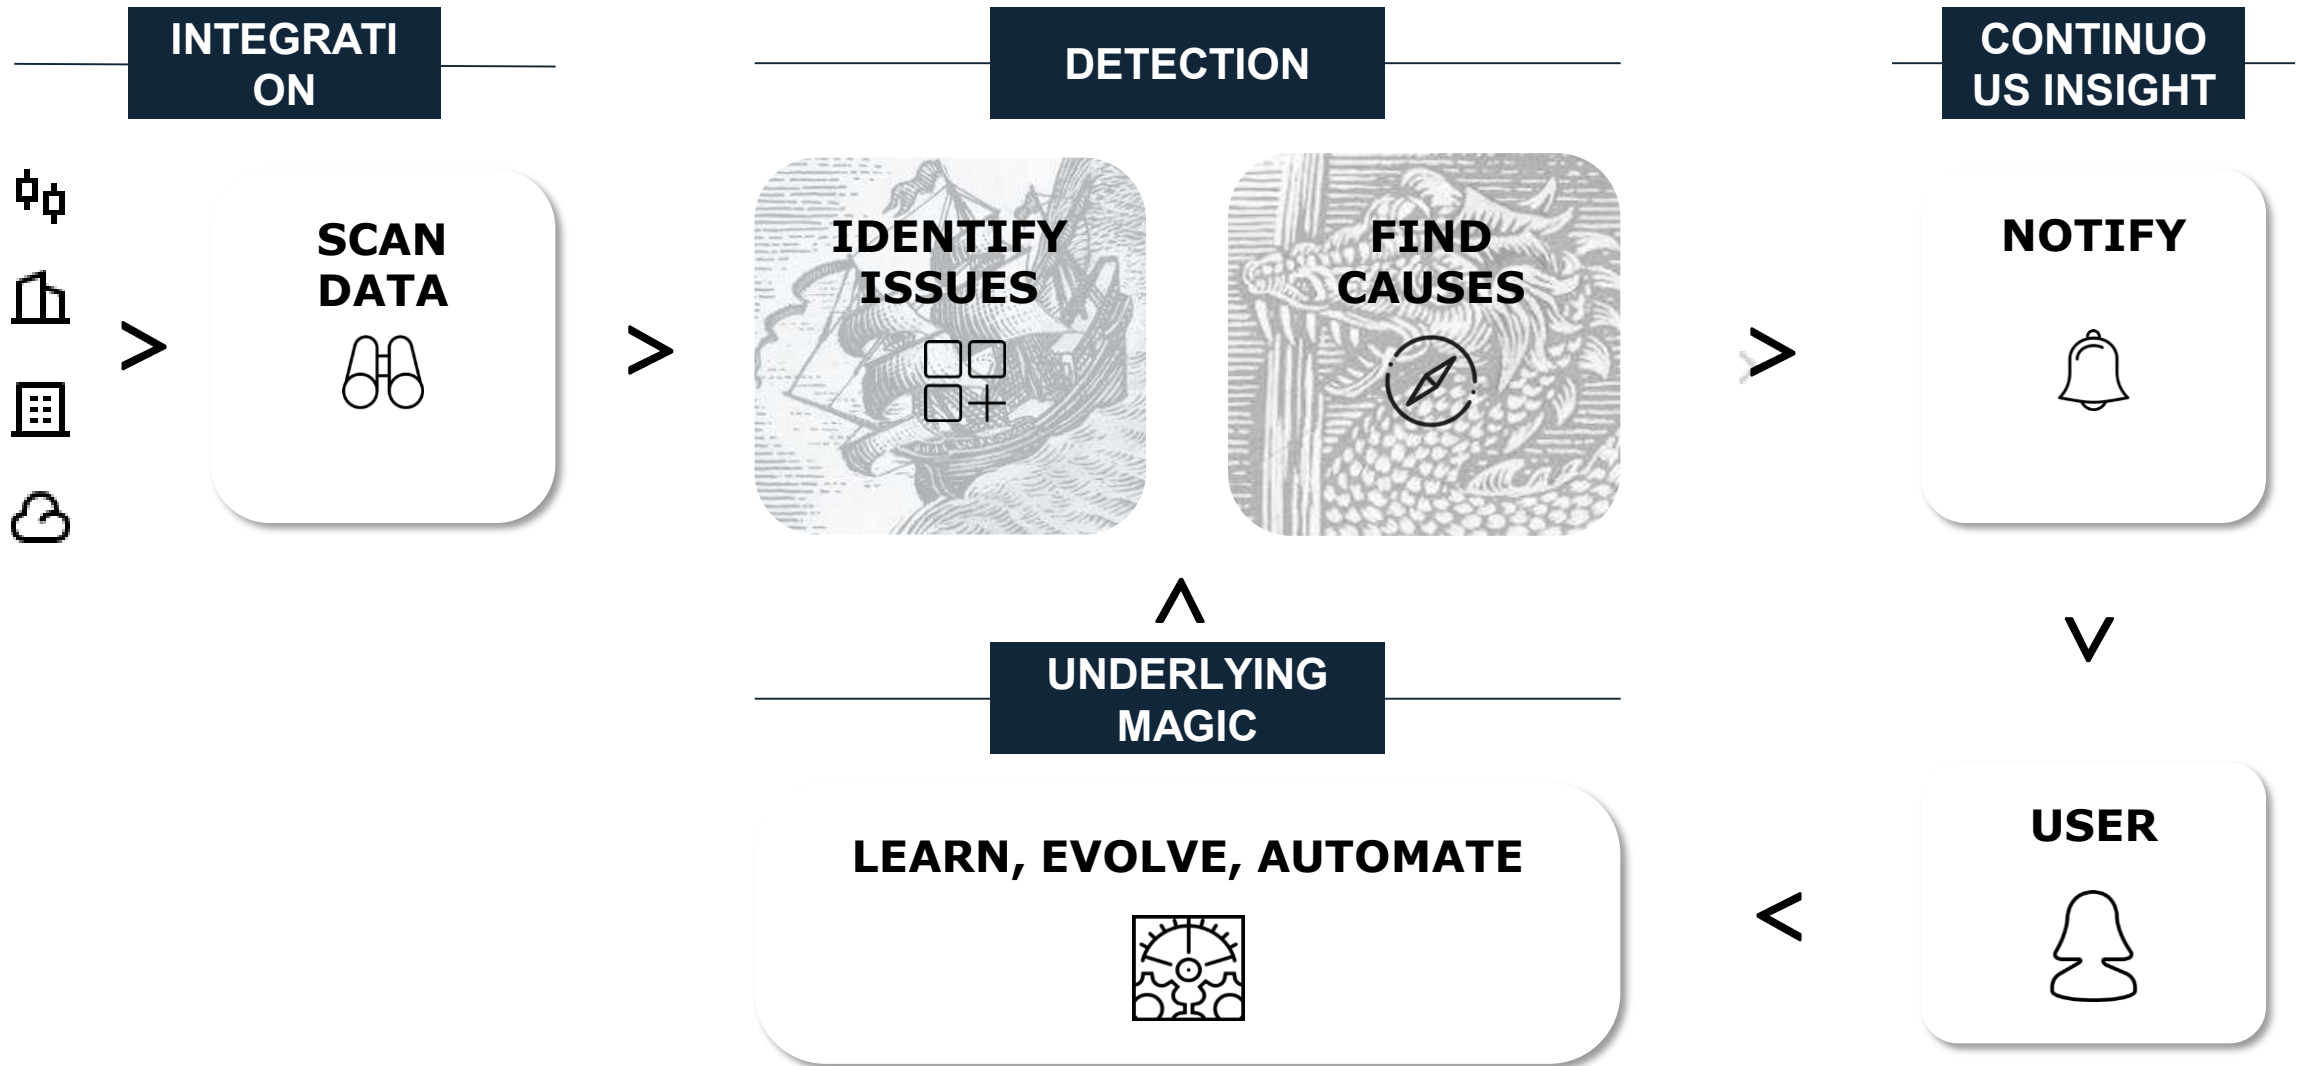 INTEGRATI
ON
DETECTION
CONTINUO
US INSIGHT
SCAN
DATA
IDENTIFY
ISSUES
FIND
CAUSES
NOTIFY
>
>
>
>
>
UNDERLYING
MAGIC
LEARN, EVOLVE, AUTOMATE
<
USER